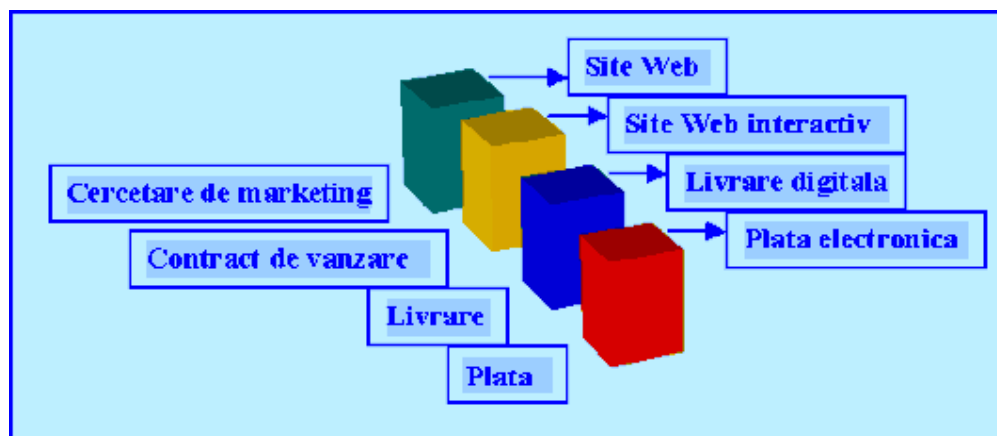 Site Web
Site Web interactiv
Cercetare de marketing
Livrare digitala
Contract de vanzare
Plata electronica
Livrare
Plata